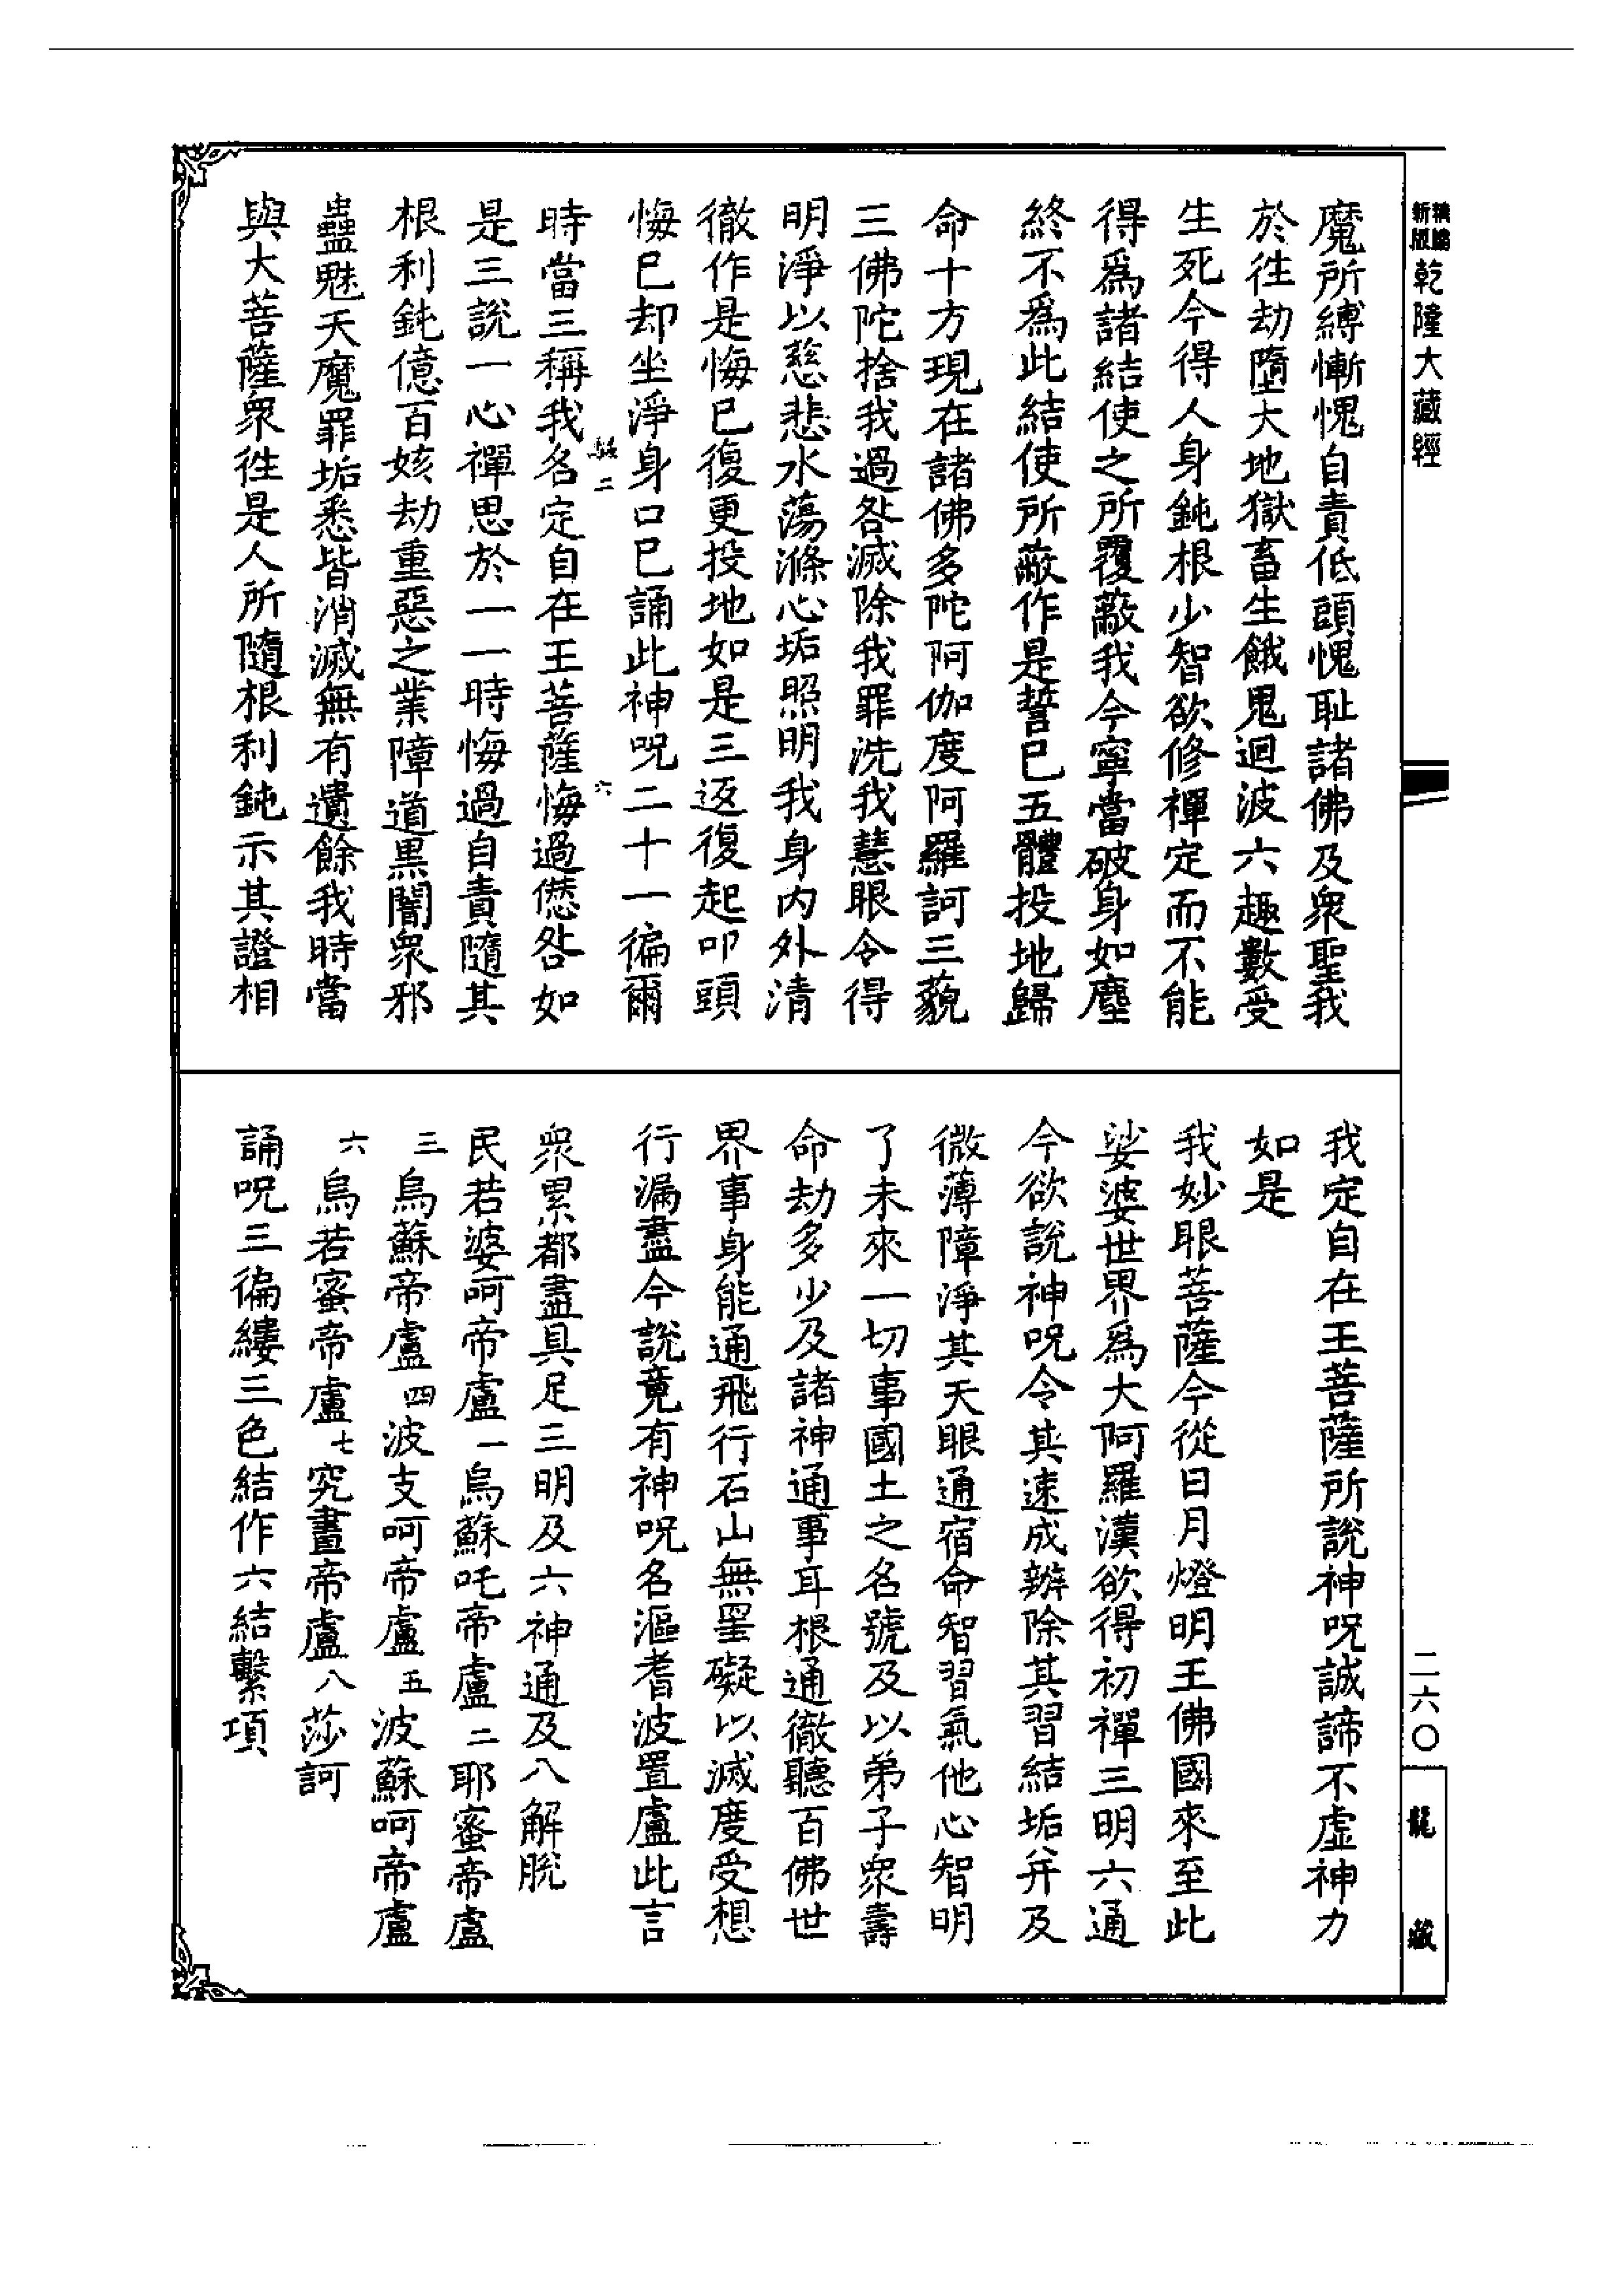 乾隆大藏經
魔所縛慚愧自責低頭愧耻諸佛及衆聖我
於徃劫墮大地獄畜生餓鬼迴波六趣數受
生死今得人身鈍根少智欲修禪定而不能
得爲諸結使之所覆蔽我今寧當破身如塵
終不爲此結使所蔽作是誓巳五體投地歸
命十方現在諸佛多陀阿伽度阿羅訶三藐
三佛陀捨我過咎滅除我罪洗我慧眼令得
明淨以慈悲水蕩滌心垢照明我身内外清
徹作是悔巳復更投地如是三返復起叩頭
悔巳却坐淨身口巳誦此神呪二十一徧爾
二 六
時當三稱我名定自在王菩薩悔過愆咎如
是三說一心禪思於一一時悔過自責隨其
根利鈍億百姟劫重惡之業障道黑闇衆邪
蠱魅天魔罪垢悉皆消滅無有遺餘我時當
與大菩薩衆徃是人所隨根利鈍示其證相
我定自在王菩薩所說神呪誠諦不虛神力
如是
我妙眼菩薩今從日月燈明王佛國來至此
娑婆世界爲大阿羅漢欲得初禪三明六通
今欲說神呪令其速成辦除其習結垢并及
微薄障淨其天眼通宿命智習氣他心智明
了未來一切事國土之名號及以弟子衆壽
命劫多少及諸神通事耳根通徹聽百佛世
界事身能通飛行石山無罣礙以滅度受想
行漏盡今說竟有神呪名漚耆波置盧此言
衆累都盡具足三明及六神通及八解脫
民若婆呵帝盧一烏蘇吒帝盧二耶蜜帝盧
三烏蘇帝盧四波支呵帝盧五波蘇呵帝盧
六烏若蜜帝盧七究晝帝盧八莎訶
誦呪三徧縷三色結作六結繫項
二六〇
龍藏